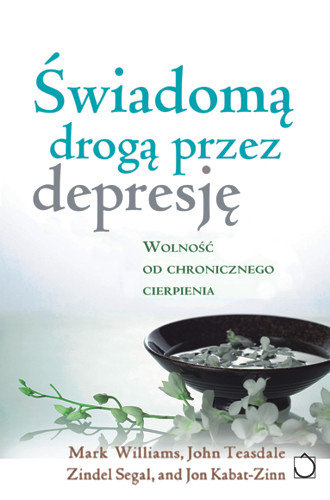 Świadomą
drogą przez
depresję
Wolność
od chronicznego
cierpienia
Mark Williams, John Teasdale
Zindel Segal, and Jon Kabat-Zinn